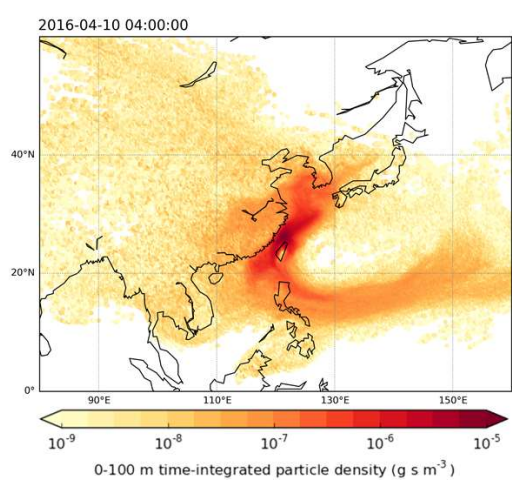 2016-04-10 04:00:00
40°N
20°N
0°
90°E 110°E 130°E 150°E
10⁻⁹ 10⁻⁸ 10⁻⁷ 10⁻⁶ 10⁻⁵
0-100 m time-integrated particle density (g s m⁻³)